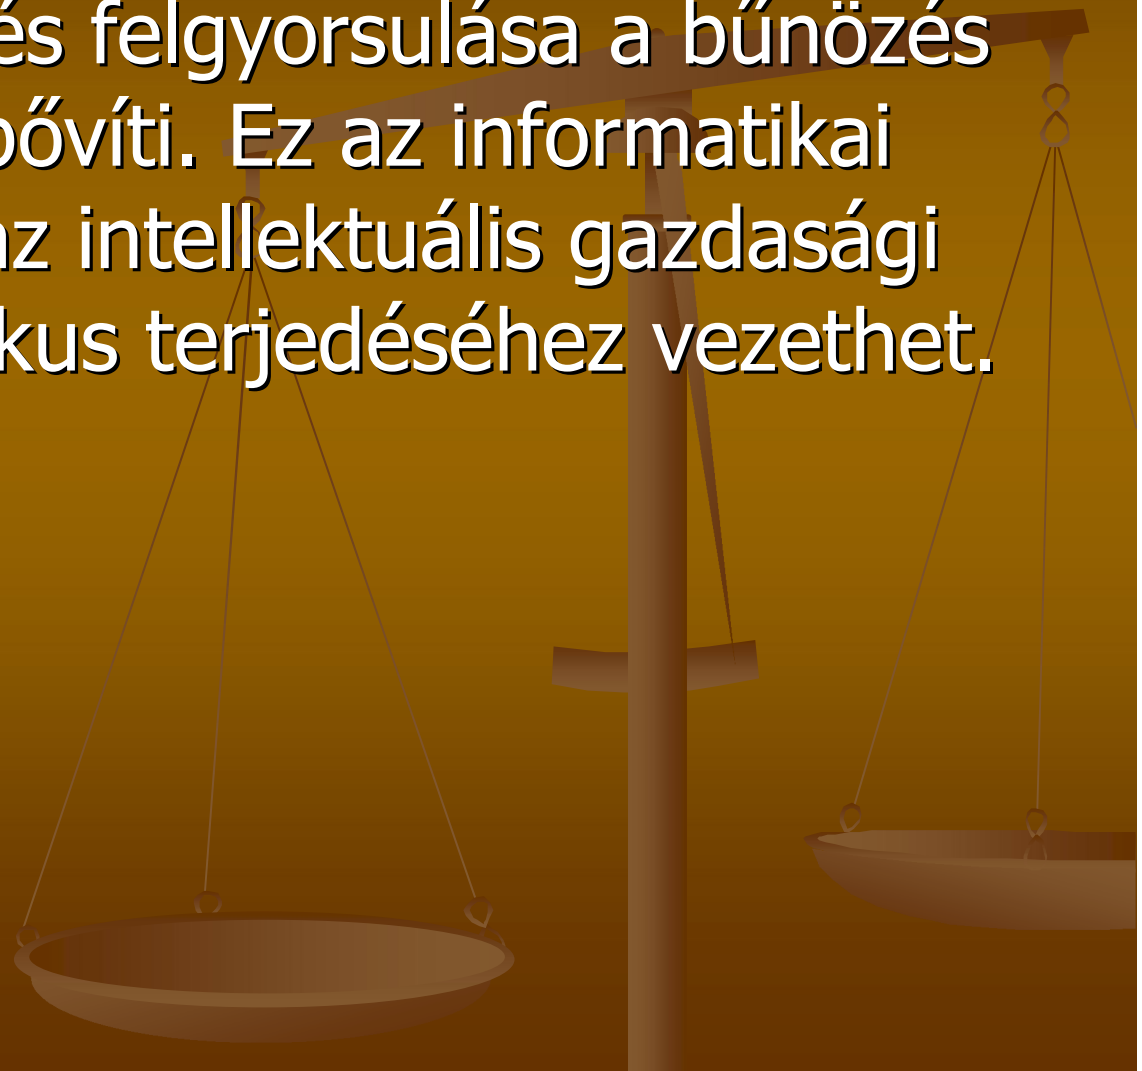 és felgyorsulása a bűnözés
bővíti. Ez az informatikai
az intellektuális gazdasági
kus terjedéséhez vezethet.